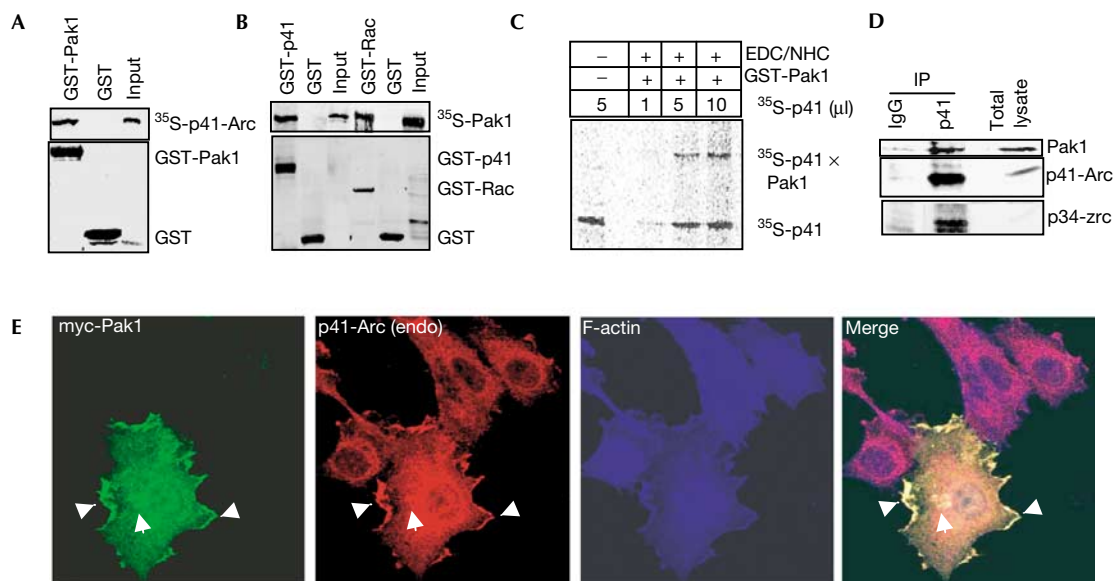 A
GST-Pak1
GST
Input
³⁵S-p41-Arc
GST-Pak1
GST
B
GST-p41
GST
Input
GST-Rac
GST
Input
³⁵S-Pak1
GST-p41
GST-Rac
GST
C
– + + + EDC/NHC
– + + + GST-Pak1
5 1 5 10 ³⁵S-p41 (µl)
³⁵S-p41 ×
Pak1
³⁵S-p41
D
IP
IgG
p41
Total
lysate
Pak1
p41-Arc
p34-zrc
E
myc-Pak1
p41-Arc (endo)
F-actin
Merge